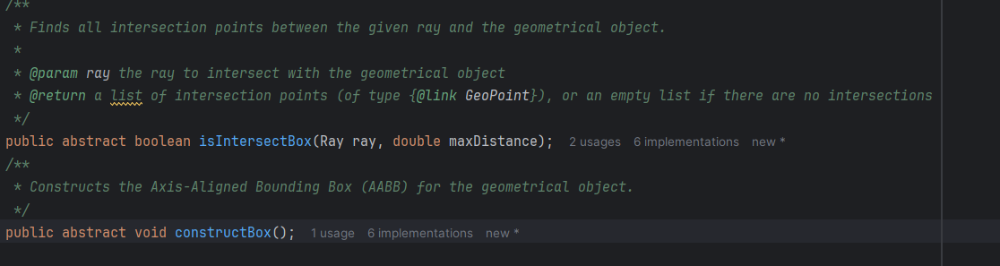 /**
* Finds all intersection points between the given ray and the geometrical object.
*
* @param ray the ray to intersect with the geometrical object
* @return a list of intersection points (of type {@link GeoPoint}), or an empty list if there are no intersections
*/
public abstract boolean isIntersectBox(Ray ray, double maxDistance); 2 usages 6 implementations new *
/**
* Constructs the Axis-Aligned Bounding Box (AABB) for the geometrical object.
*/
public abstract void constructBox(); 1 usage 6 implementations new *